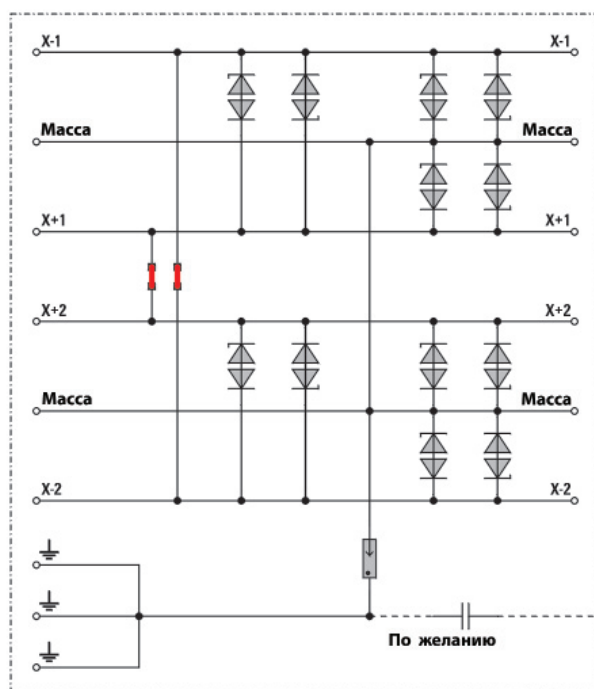 X-1 X-1
Масса Масса
X+1 X+1
X+2 X+2
Масса Масса
X-2 X-2
По желанию